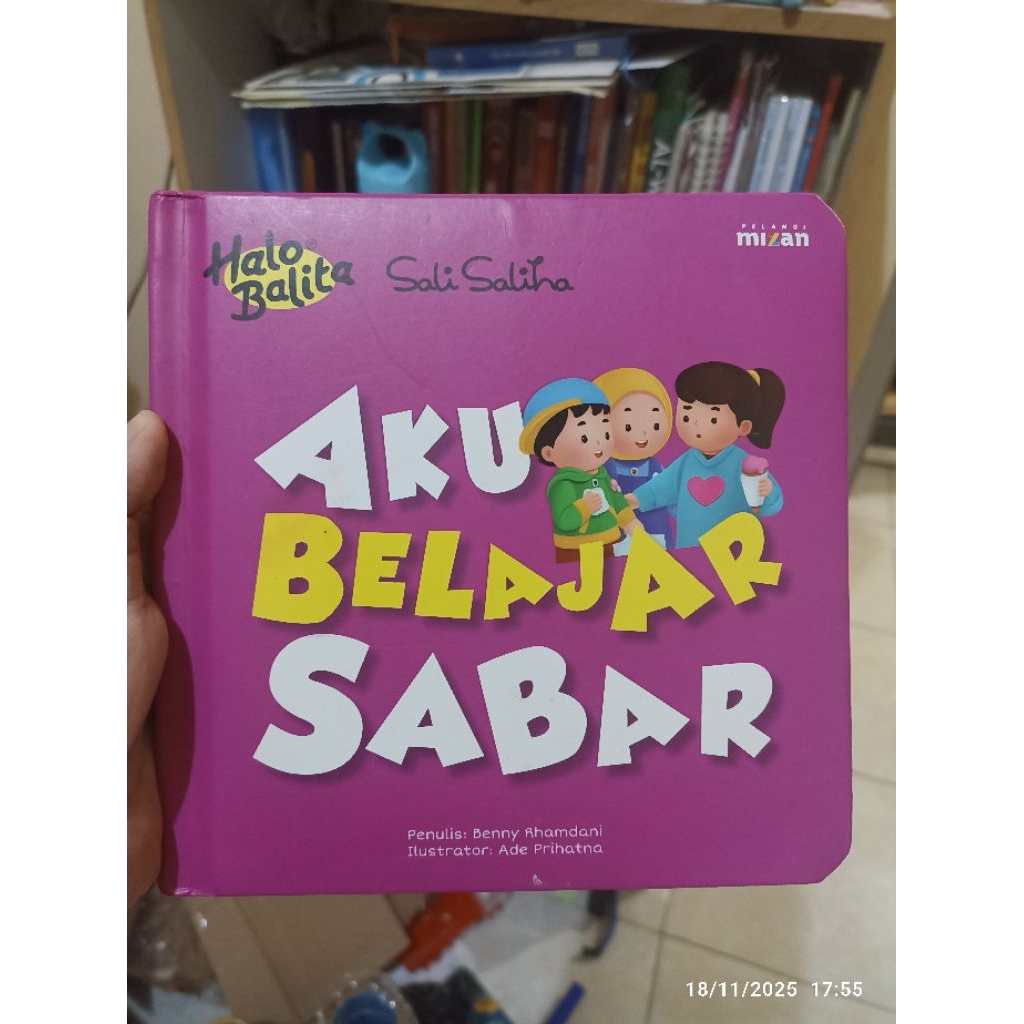 PELANGI
mizan
Halo
Balita®
Sali Saliha
AKU
BELAJAR
SABAR
Penulis: Benny Rhamdani
Ilustrator: Ade Prihatna
18/11/2025 17:55